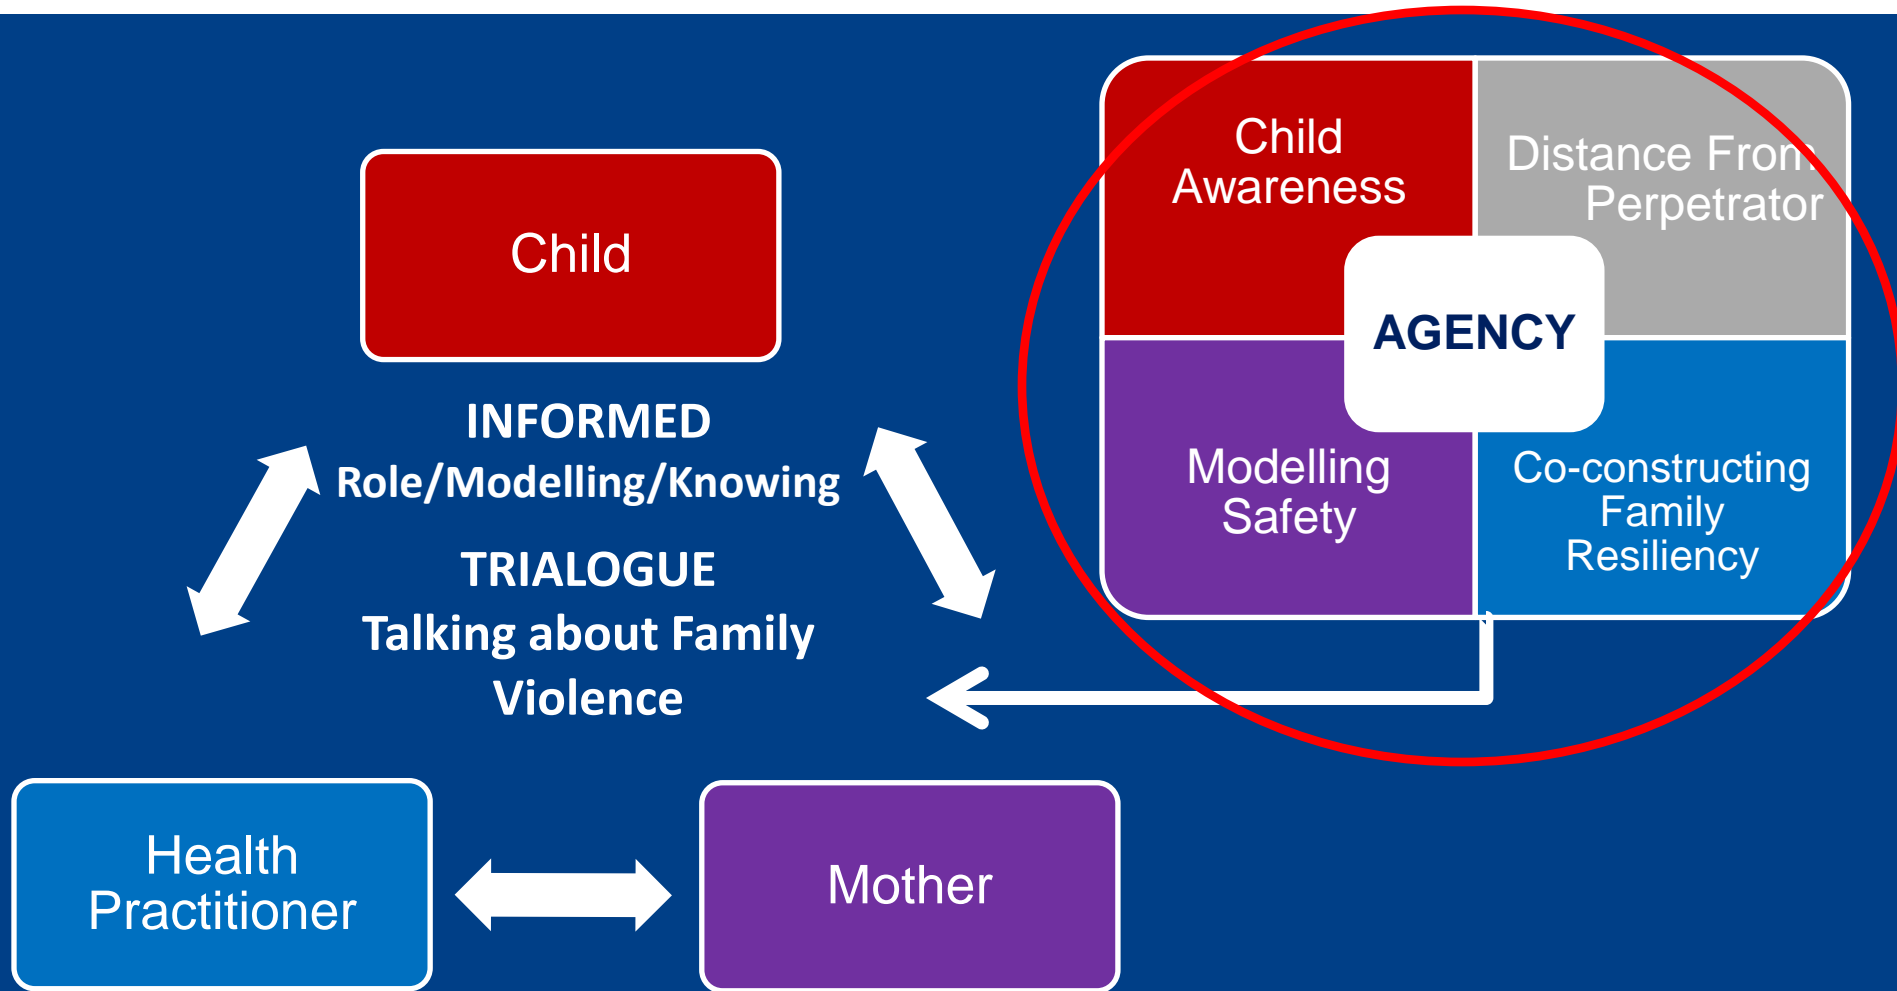 Child
INFORMED
Role/Modelling/Knowing
TRIALOGUE
Talking about Family
Violence
Health
Practitioner
Mother
Child
Awareness
Distance From
Perpetrator
AGENCY
Modelling
Safety
Co-constructing
Family
Resiliency